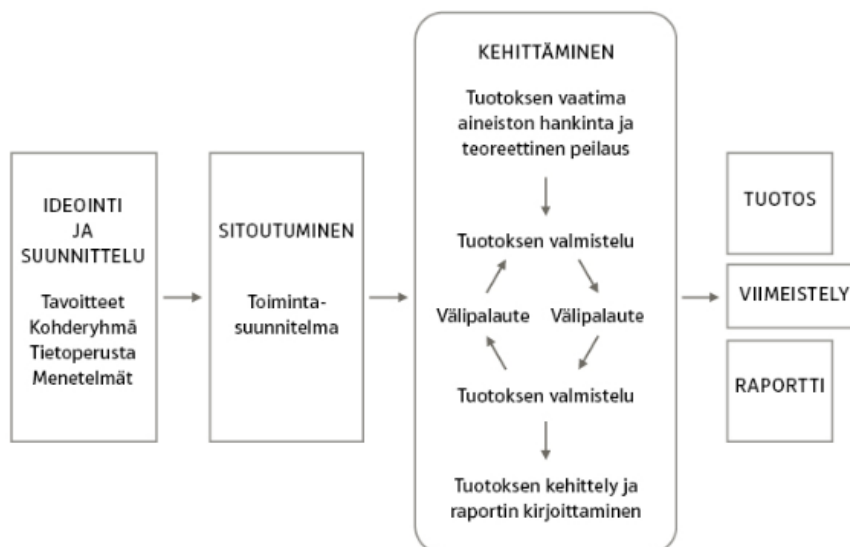 IDEOINTI
JA
SUUNNITTELU
Tavoitteet
Kohderyhmä
Tietoperusta
Menetelmät
SITOUTUMINEN
Toiminta-
suunnitelma
KEHITTÄMINEN
Tuotoksen vaatima
aineiston hankinta ja
teoreettinen peilaus
Tuotoksen valmistelu
Välipalaute Välipalaute
Tuotoksen valmistelu
Tuotoksen kehittely ja
raportin kirjoittaminen
TUOTOS
VIIMEISTELY
RAPORTTI